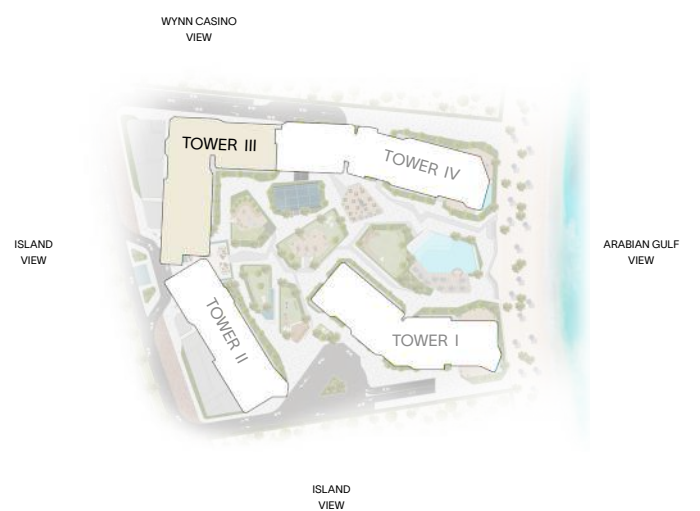 WYNN CASINO
VIEW
TOWER III
TOWER IV
ISLAND
VIEW
ARABIAN GULF
VIEW
TOWER II
TOWER I
ISLAND
VIEW